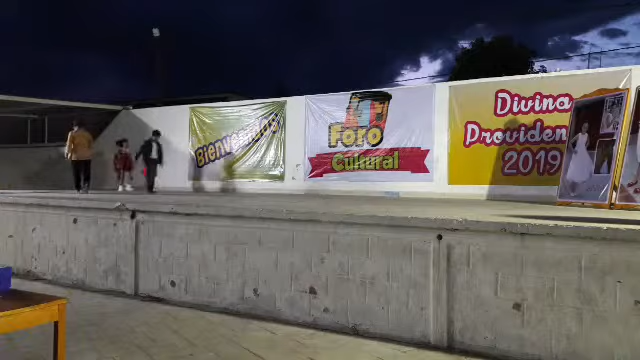 Bienvenidos
Foro
Cultural
Divina
Providen
2019